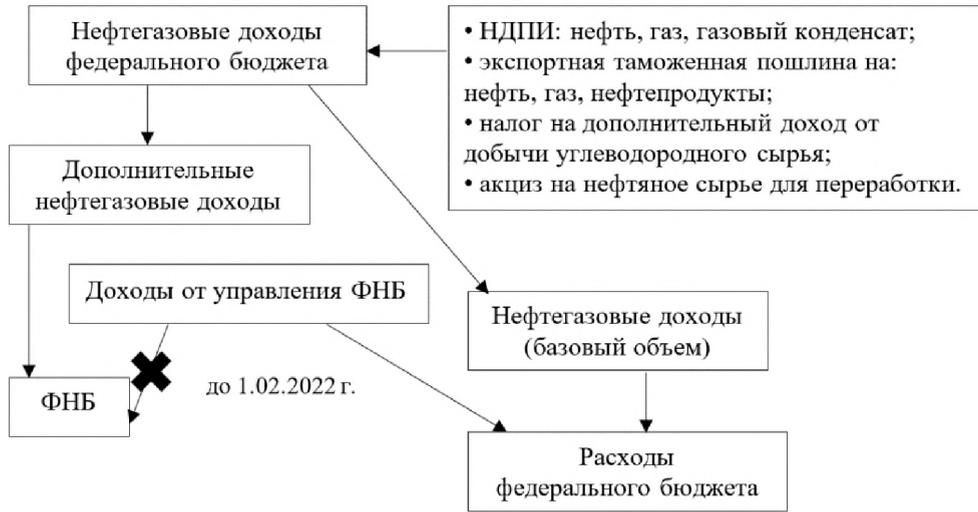 Нефтегазовые доходы
федерального бюджета
• НДПИ: нефть, газ, газовый конденсат;
• экспортная таможенная пошлина на:
нефть, газ, нефтепродукты;
• налог на дополнительный доход от
добычи углеводородного сырья;
• акциз на нефтяное сырье для переработки.
Дополнительные
нефтегазовые доходы
Доходы от управления ФНБ
Нефтегазовые доходы
(базовый объем)
ФНБ
до 1.02.2022 г.
Расходы
федерального бюджета